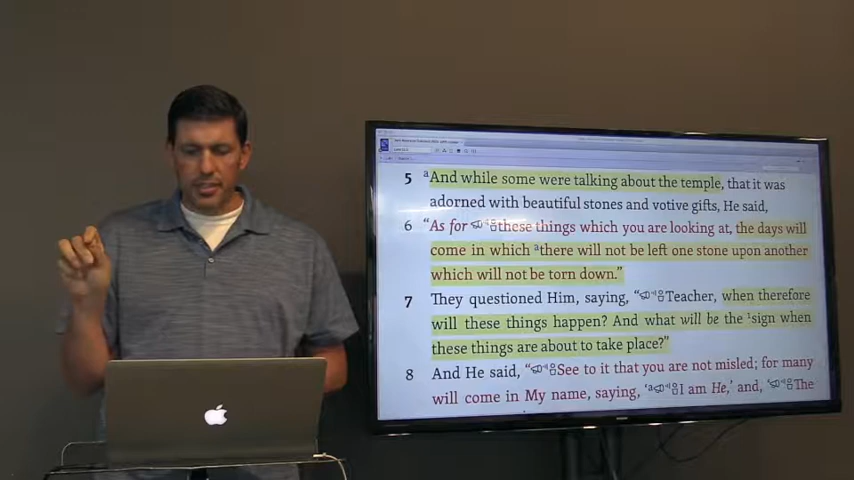 5 ᵃAnd while some were talking about the temple, that it was
adorned with beautiful stones and votive gifts, He said,
6 “As for these things which you are looking at, the days will
come in which ᵃthere will not be left one stone upon another
which will not be torn down.”
7 They questioned Him, saying, “Teacher, when therefore
will these things happen? And what will be the ¹sign when
these things are about to take place?”
8 And He said, “See to it that you are not misled; for many
will come in My name, saying, ‘ᵃI am He,’ and, ‘The